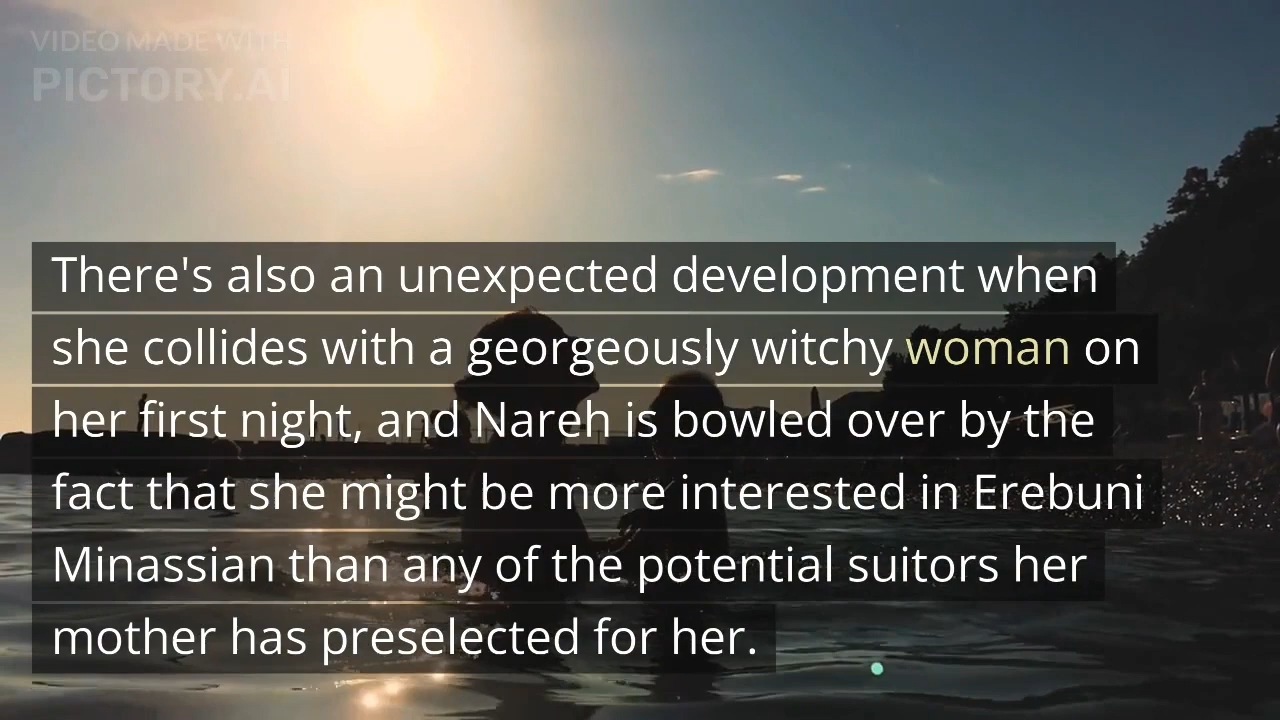 VIDEO MADE WITH
PICTORY.AI
There's also an unexpected development when
she collides with a georgeously witchy woman on
her first night, and Nareh is bowled over by the
fact that she might be more interested in Erebuni
Minassian than any of the potential suitors her
mother has preselected for her.